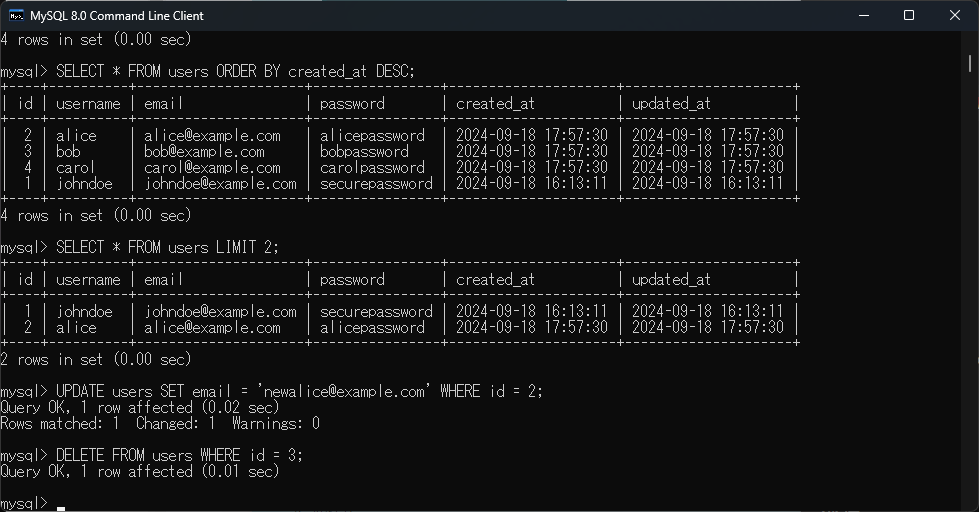 MySQL 8.0 Command Line Client
4 rows in set (0.00 sec)
mysql> SELECT * FROM users ORDER BY created_at DESC;
+----+----------+---------------------+----------------+---------------------+---------------------+
| id | username | email               | password       | created_at          | updated_at          |
+----+----------+---------------------+----------------+---------------------+---------------------+
|  2 | alice    | alice@example.com   | alicepassword  | 2024-09-18 17:57:30 | 2024-09-18 17:57:30 |
|  3 | bob      | bob@example.com     | bobpassword    | 2024-09-18 17:57:30 | 2024-09-18 17:57:30 |
|  4 | carol    | carol@example.com   | carolpassword  | 2024-09-18 17:57:30 | 2024-09-18 17:57:30 |
|  1 | johndoe  | johndoe@example.com | securepassword | 2024-09-18 16:13:11 | 2024-09-18 16:13:11 |
+----+----------+---------------------+----------------+---------------------+---------------------+
4 rows in set (0.00 sec)
mysql> SELECT * FROM users LIMIT 2;
+----+----------+---------------------+----------------+---------------------+---------------------+
| id | username | email               | password       | created_at          | updated_at          |
+----+----------+---------------------+----------------+---------------------+---------------------+
|  1 | johndoe  | johndoe@example.com | securepassword | 2024-09-18 16:13:11 | 2024-09-18 16:13:11 |
|  2 | alice    | alice@example.com   | alicepassword  | 2024-09-18 17:57:30 | 2024-09-18 17:57:30 |
+----+----------+---------------------+----------------+---------------------+---------------------+
2 rows in set (0.00 sec)
mysql> UPDATE users SET email = 'newalice@example.com' WHERE id = 2;
Query OK, 1 row affected (0.02 sec)
Rows matched: 1  Changed: 1  Warnings: 0
mysql> DELETE FROM users WHERE id = 3;
Query OK, 1 row affected (0.01 sec)
mysql>